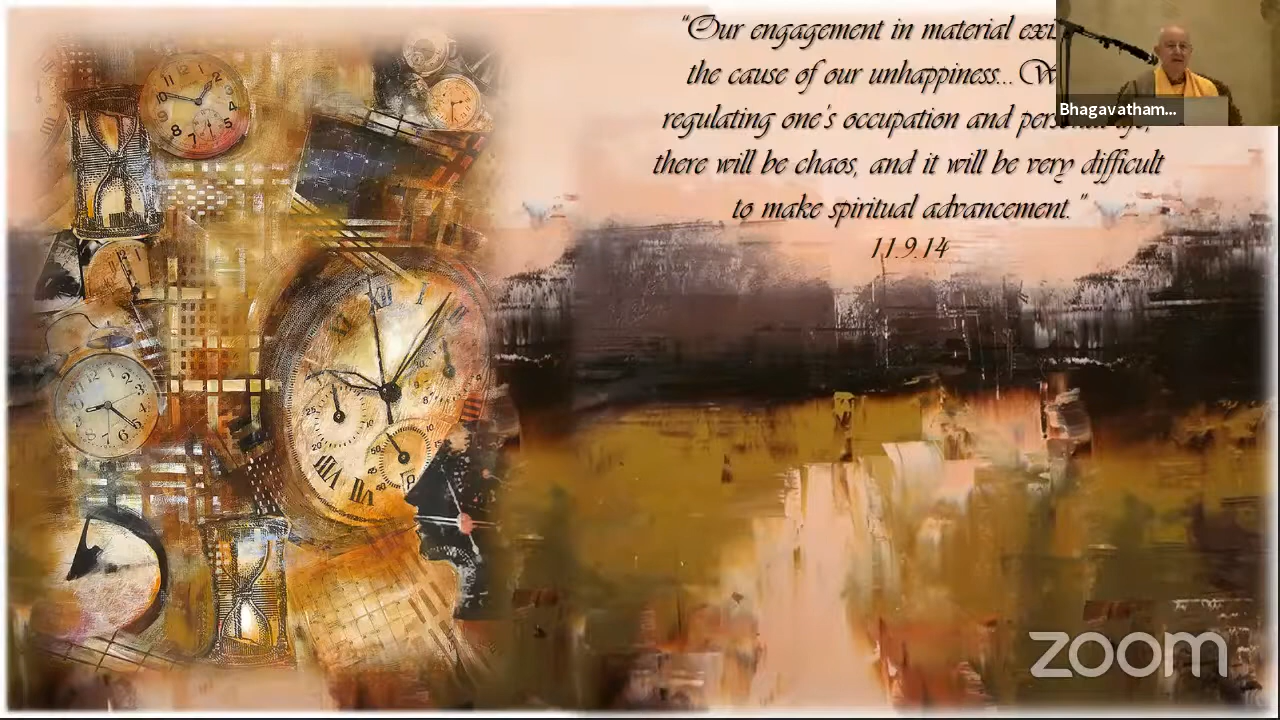 "Our engagement in material exi
the cause of our unhappiness... W
regulating one's occupation and pers
there will be chaos, and it will be very difficult
to make spiritual advancement."
11.9.14
Bhagavatham...
zoom